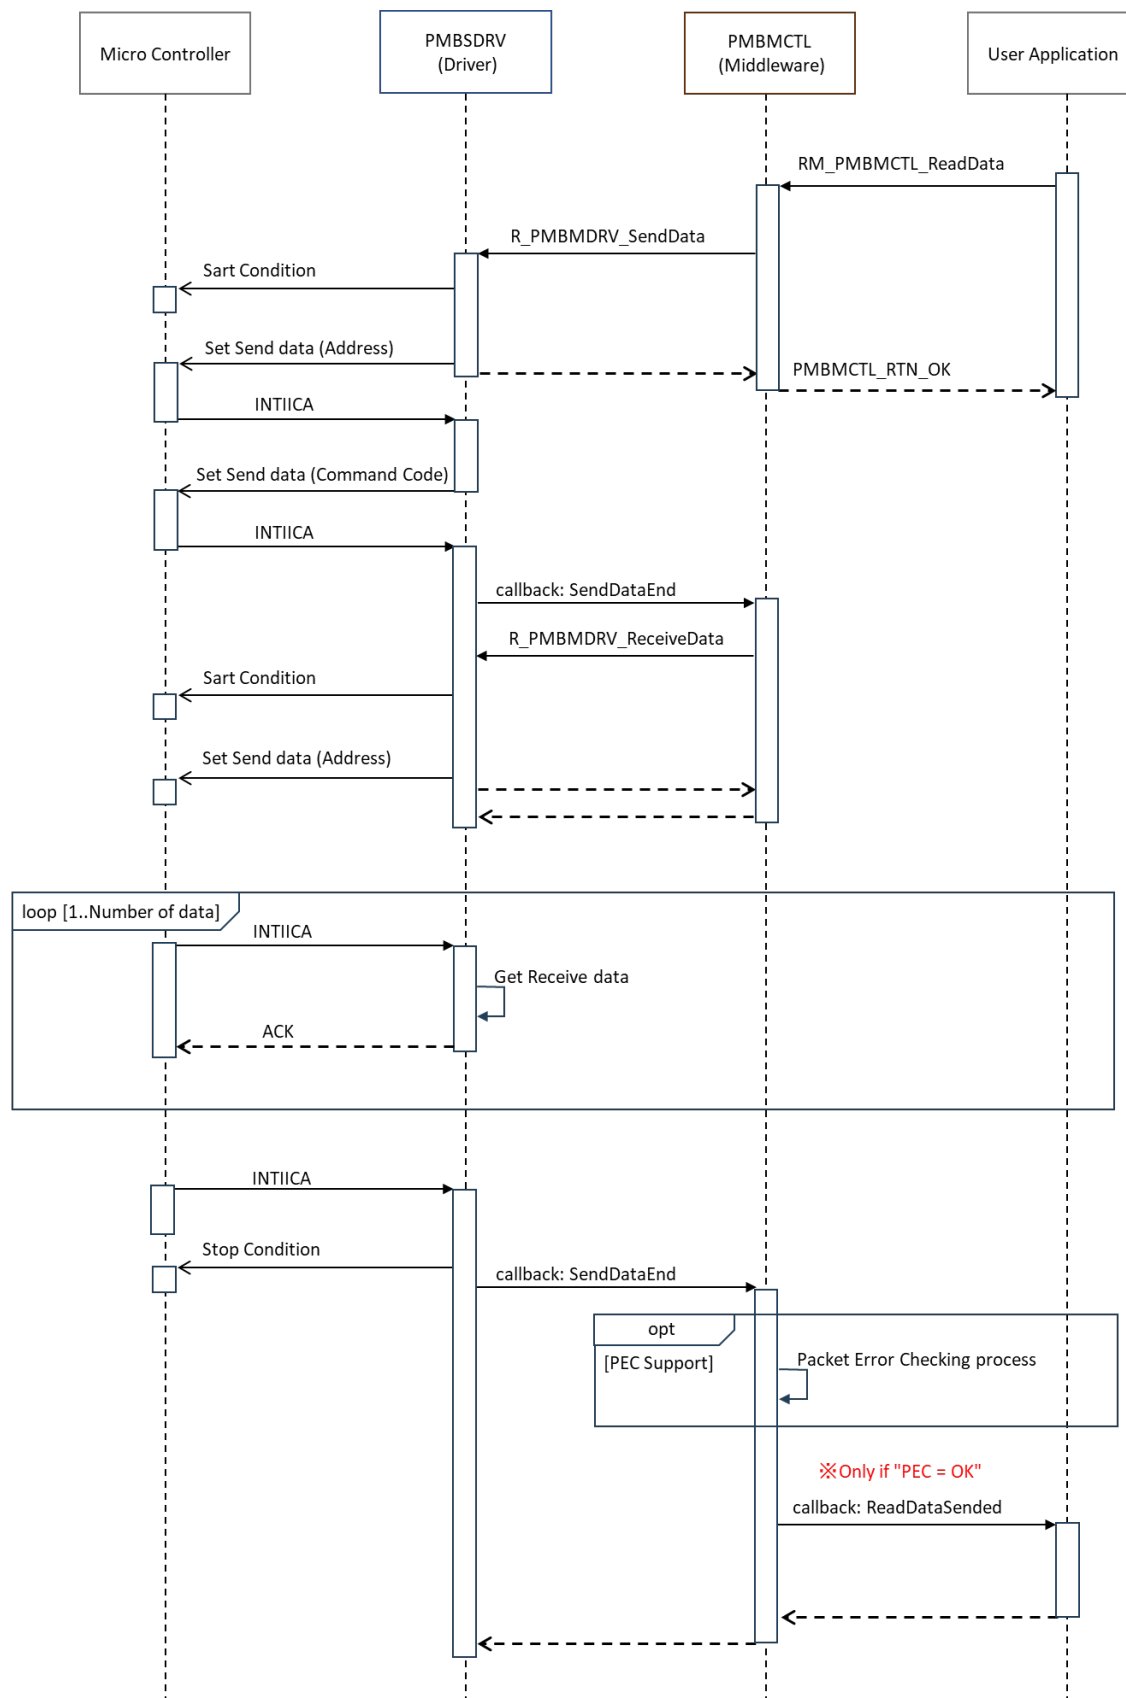 Micro Controller
PMBSDRV
(Driver)
PMBMCTL
(Middleware)
User Application
RM_PMBMCTL_ReadData
R_PMBMDRV_SendData
Sart Condition
Set Send data (Address)
PMBMCTL_RTN_OK
INTIICA
Set Send data (Command Code)
INTIICA
callback: SendDataEnd
R_PMBMDRV_ReceiveData
Sart Condition
Set Send data (Address)
loop [1..Number of data]
INTIICA
Get Receive data
ACK
INTIICA
Stop Condition
callback: SendDataEnd
opt
[PEC Support]
Packet Error Checking process
※Only if "PEC = OK"
callback: ReadDataSended